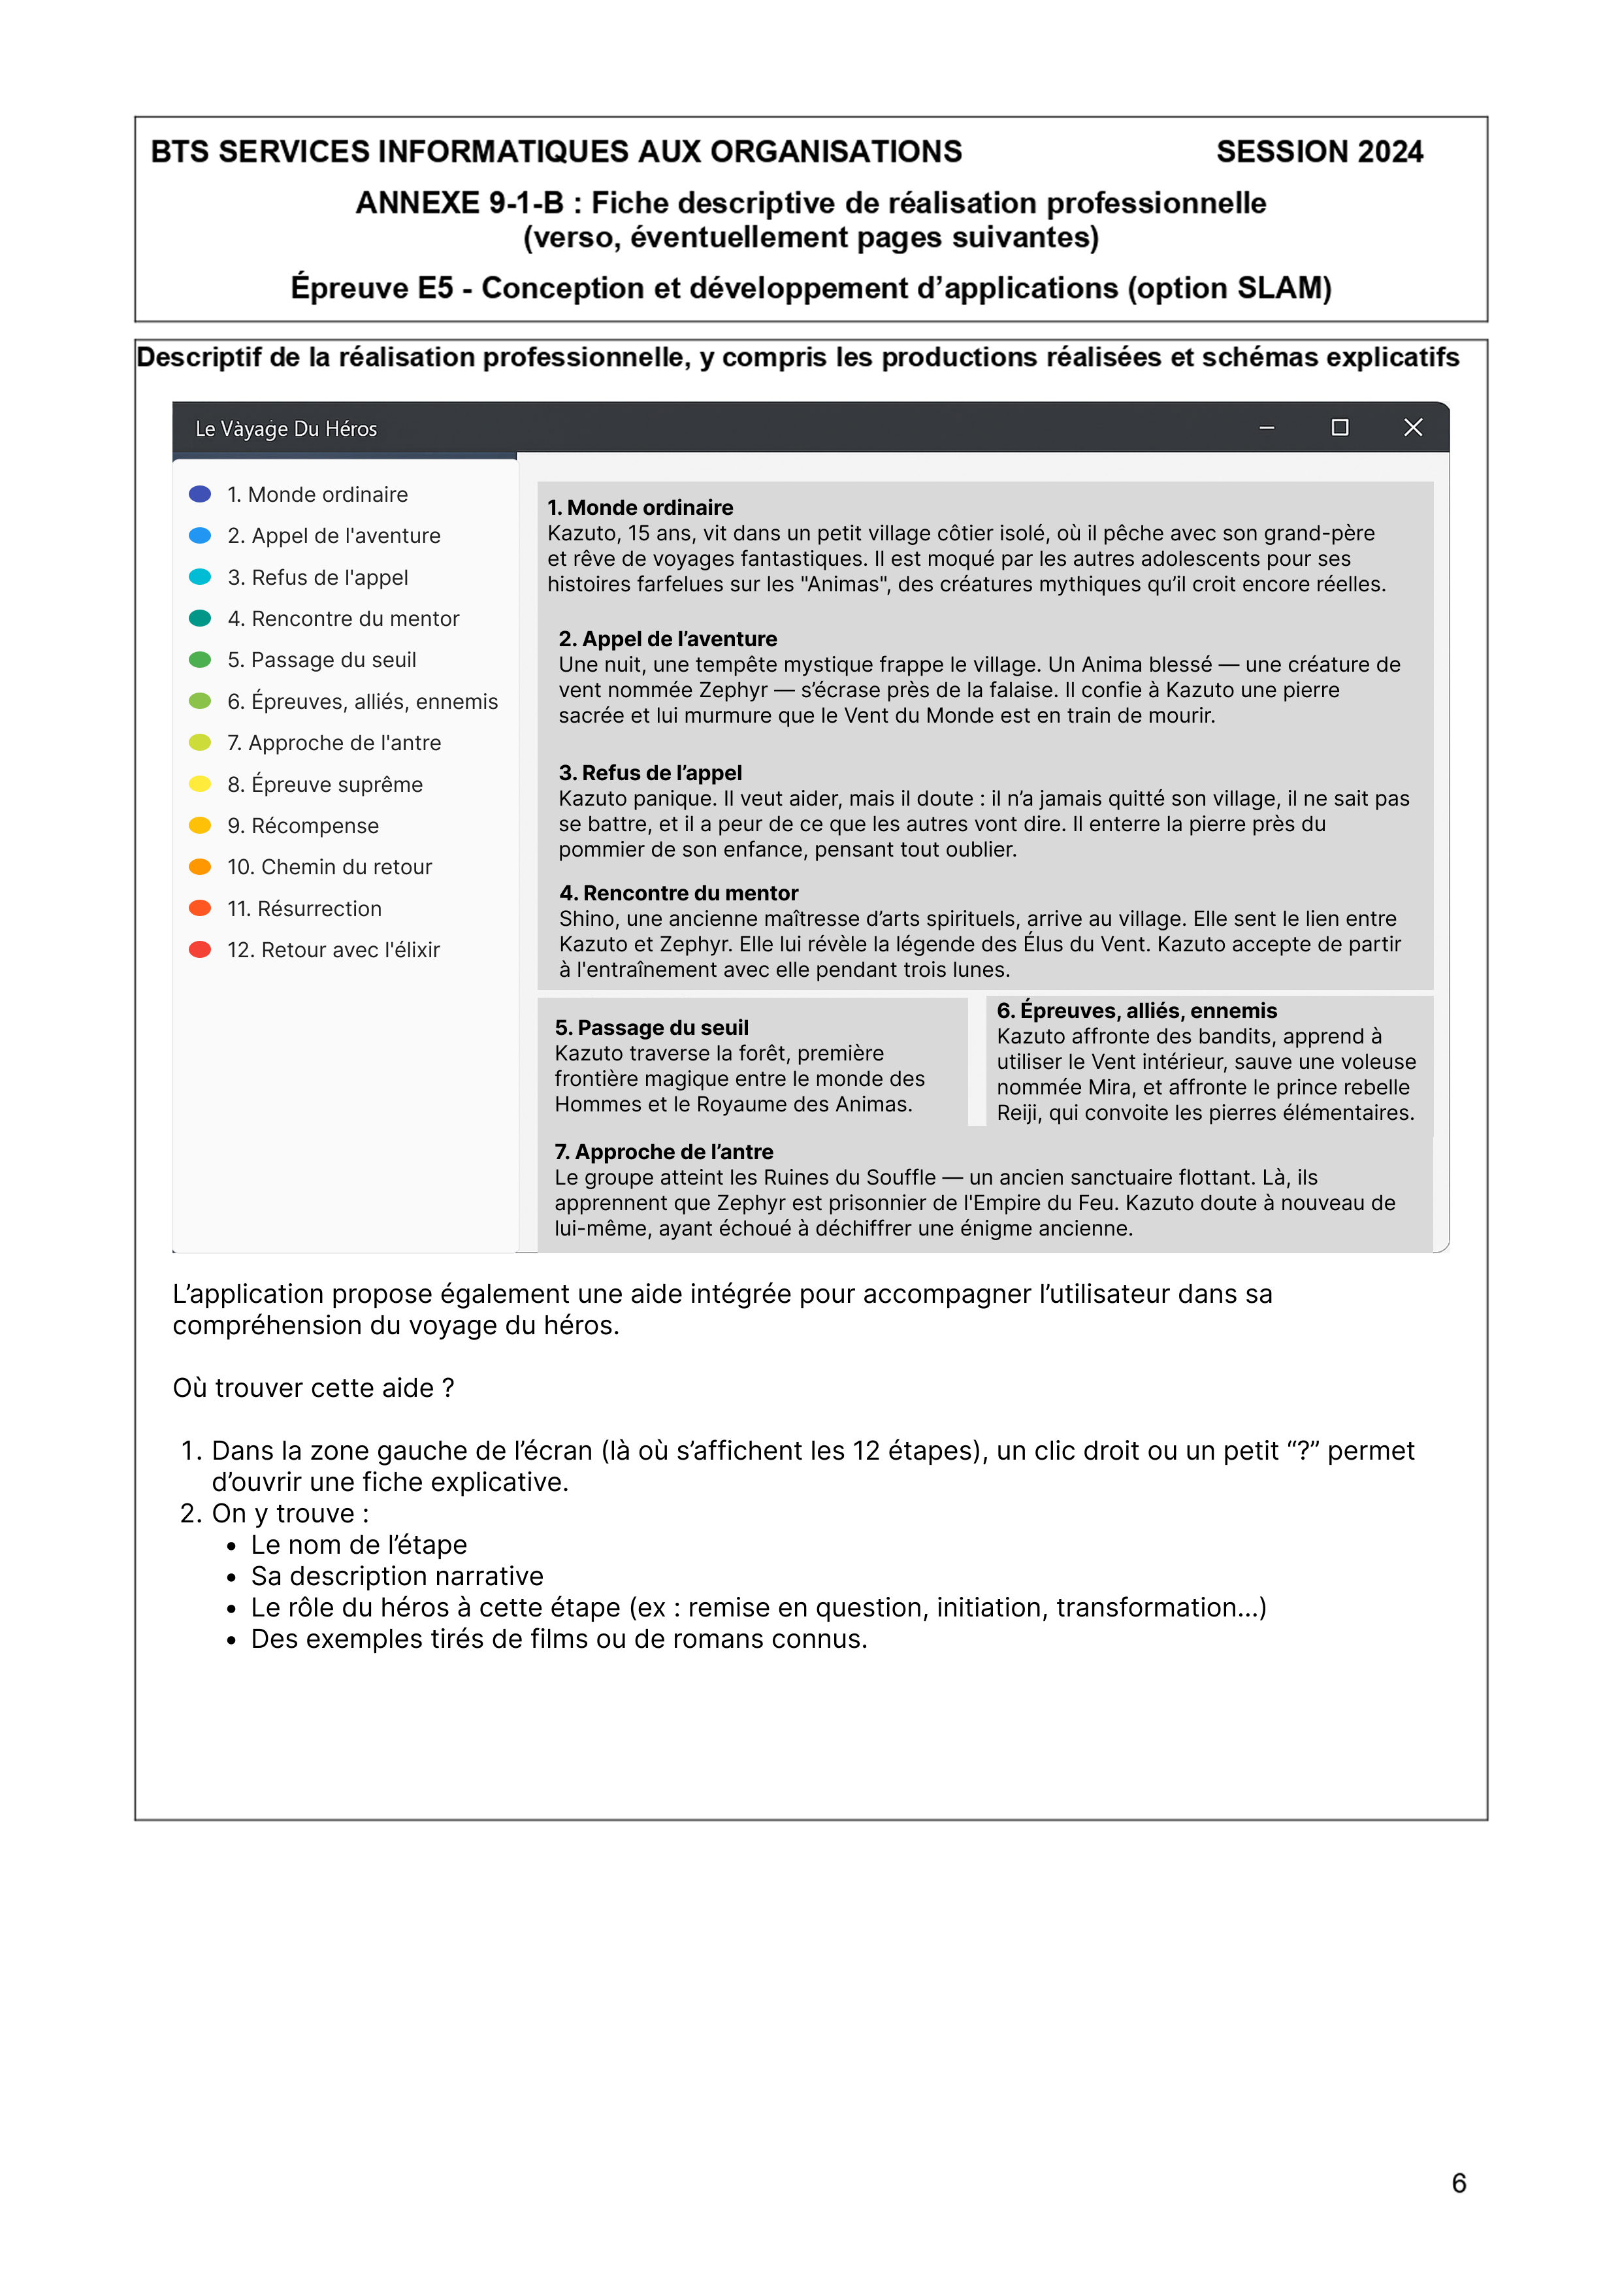 BTS SERVICES INFORMATIQUES AUX ORGANISATIONS SESSION 2024
ANNEXE 9-1-B : Fiche descriptive de réalisation professionnelle
(verso, éventuellement pages suivantes)
Épreuve E5 - Conception et développement d’applications (option SLAM)
Descriptif de la réalisation professionnelle, y compris les productions réalisées et schémas explicatifs
Le Vàyage Du Héros
1. Monde ordinaire
2. Appel de l'aventure
3. Refus de l'appel
4. Rencontre du mentor
5. Passage du seuil
6. Épreuves, alliés, ennemis
7. Approche de l'antre
8. Épreuve suprême
9. Récompense
10. Chemin du retour
11. Résurrection
12. Retour avec l'élixir
1. Monde ordinaire
Kazuto, 15 ans, vit dans un petit village côtier isolé, où il pêche avec son grand-père
et rêve de voyages fantastiques. Il est moqué par les autres adolescents pour ses
histoires farfelues sur les "Animas", des créatures mythiques qu’il croit encore réelles.
2. Appel de l’aventure
Une nuit, une tempête mystique frappe le village. Un Anima blessé — une créature de
vent nommée Zephyr — s’écrase près de la falaise. Il confie à Kazuto une pierre
sacrée et lui murmure que le Vent du Monde est en train de mourir.
3. Refus de l’appel
Kazuto panique. Il veut aider, mais il doute : il n’a jamais quitté son village, il ne sait pas
se battre, et il a peur de ce que les autres vont dire. Il enterre la pierre près du
pommier de son enfance, pensant tout oublier.
4. Rencontre du mentor
Shino, une ancienne maîtresse d’arts spirituels, arrive au village. Elle sent le lien entre
Kazuto et Zephyr. Elle lui révèle la légende des Élus du Vent. Kazuto accepte de partir
à l'entraînement avec elle pendant trois lunes.
5. Passage du seuil
Kazuto traverse la forêt, première
frontière magique entre le monde des
Hommes et le Royaume des Animas.
6. Épreuves, alliés, ennemis
Kazuto affronte des bandits, apprend à
utiliser le Vent intérieur, sauve une voleuse
nommée Mira, et affronte le prince rebelle
Reiji, qui convoite les pierres élémentaires.
7. Approche de l’antre
Le groupe atteint les Ruines du Souffle — un ancien sanctuaire flottant. Là, ils
apprennent que Zephyr est prisonnier de l'Empire du Feu. Kazuto doute à nouveau de
lui-même, ayant échoué à déchiffrer une énigme ancienne.
L’application propose également une aide intégrée pour accompagner l’utilisateur dans sa
compréhension du voyage du héros.
Où trouver cette aide ?
1. Dans la zone gauche de l’écran (là où s’affichent les 12 étapes), un clic droit ou un petit “?” permet
d’ouvrir une fiche explicative.
2. On y trouve :
• Le nom de l’étape
• Sa description narrative
• Le rôle du héros à cette étape (ex : remise en question, initiation, transformation…)
• Des exemples tirés de films ou de romans connus.
6